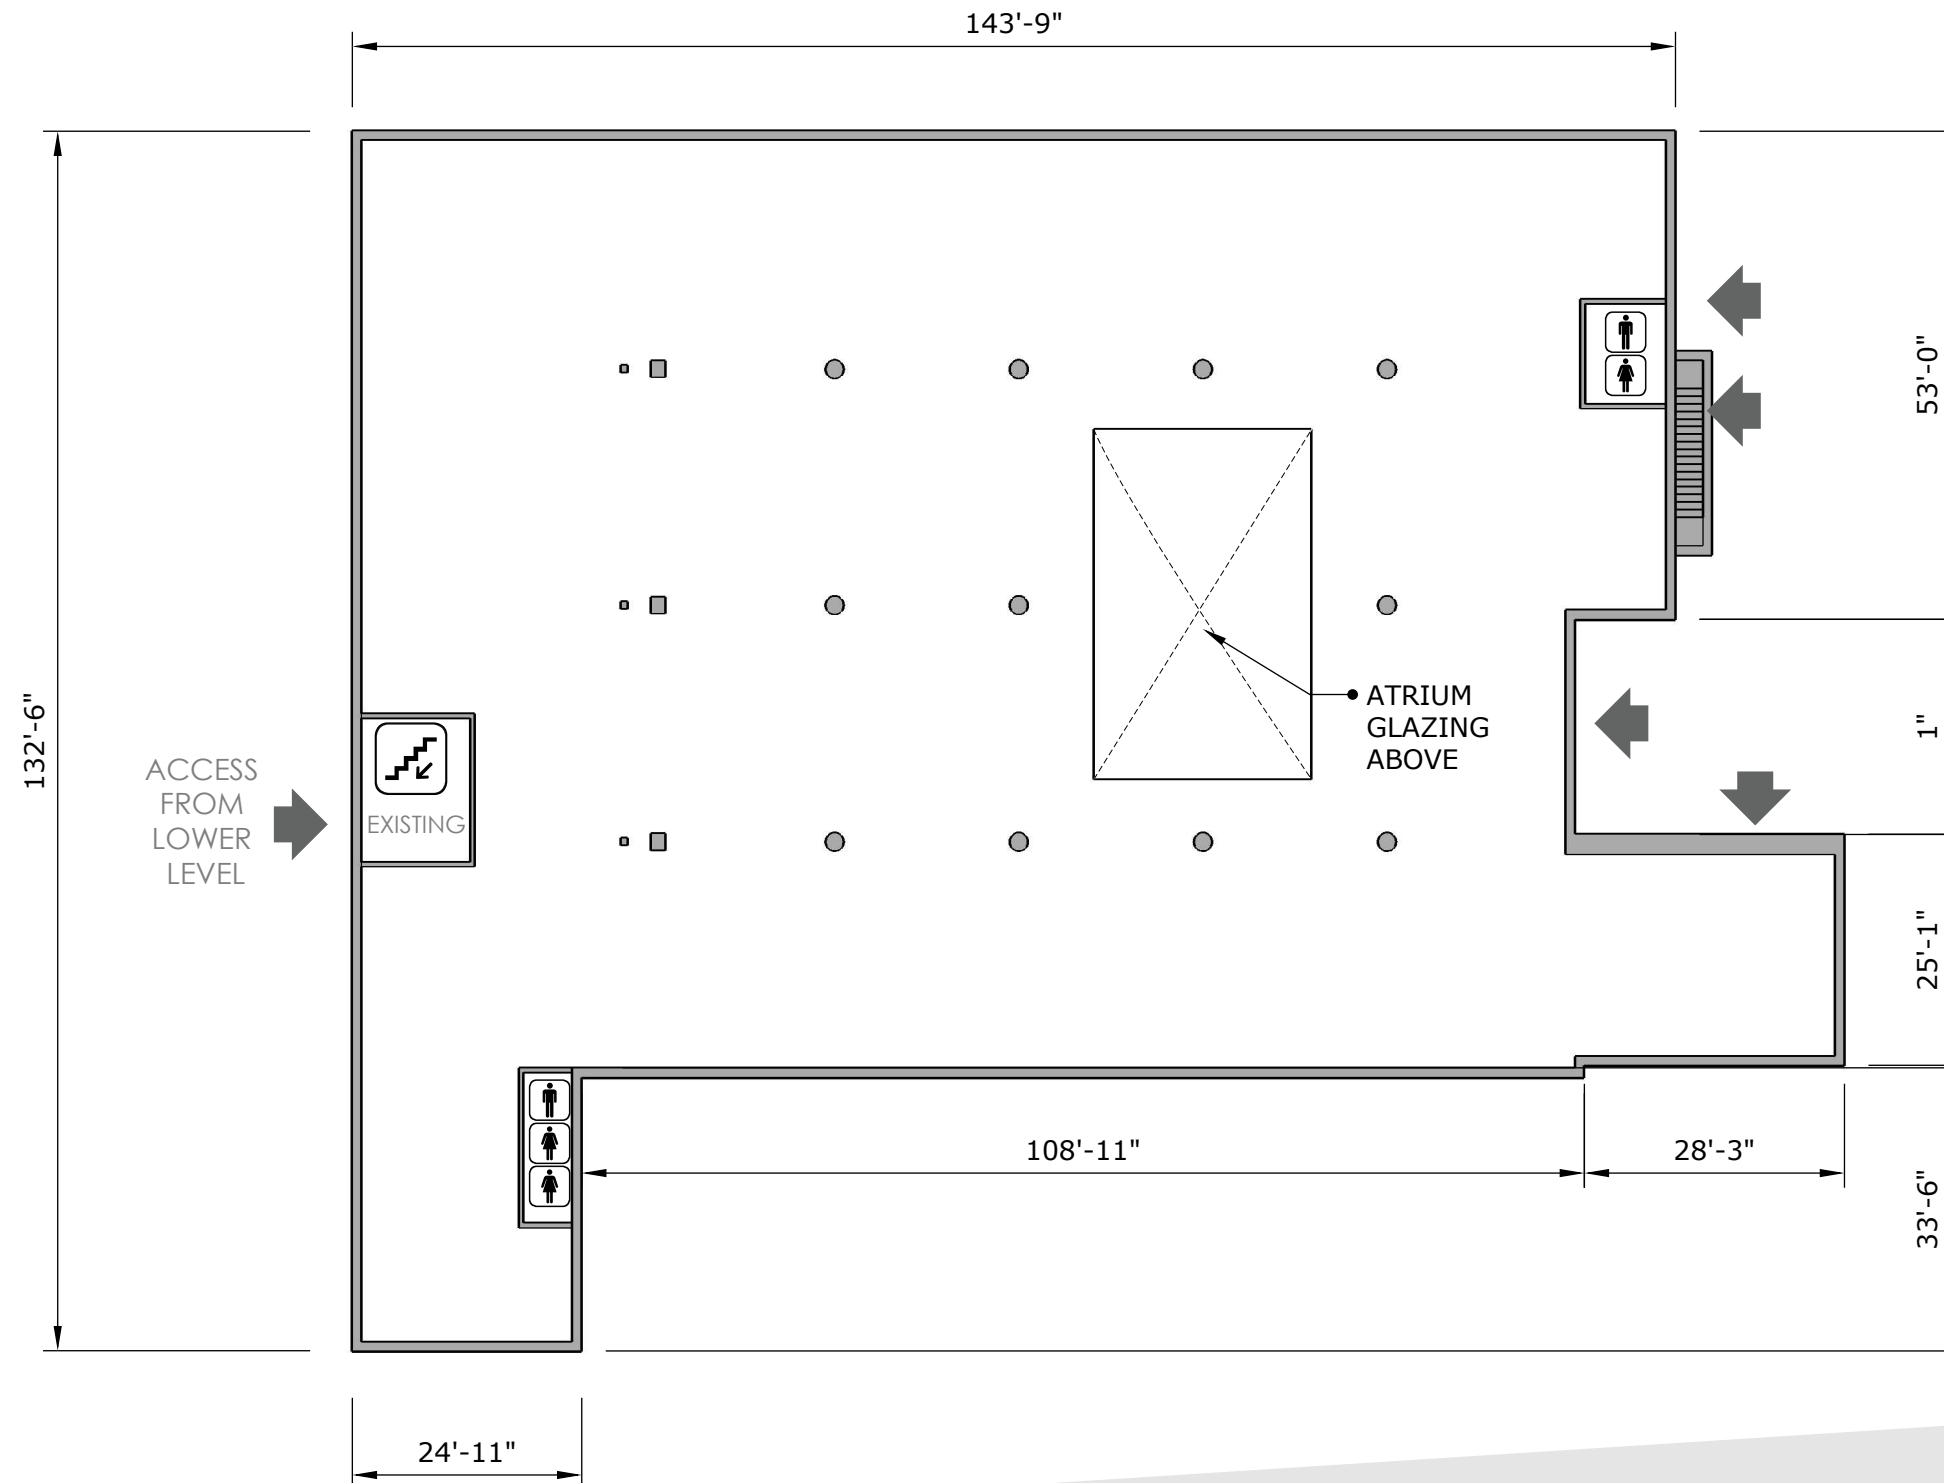 143'-9"
53'-0"
132'-6"
ATRIUM
GLAZING
ABOVE
1"
ACCESS
FROM
LOWER
LEVEL
EXISTING
25'-1"
108'-11"
28'-3"
33'-6"
24'-11"